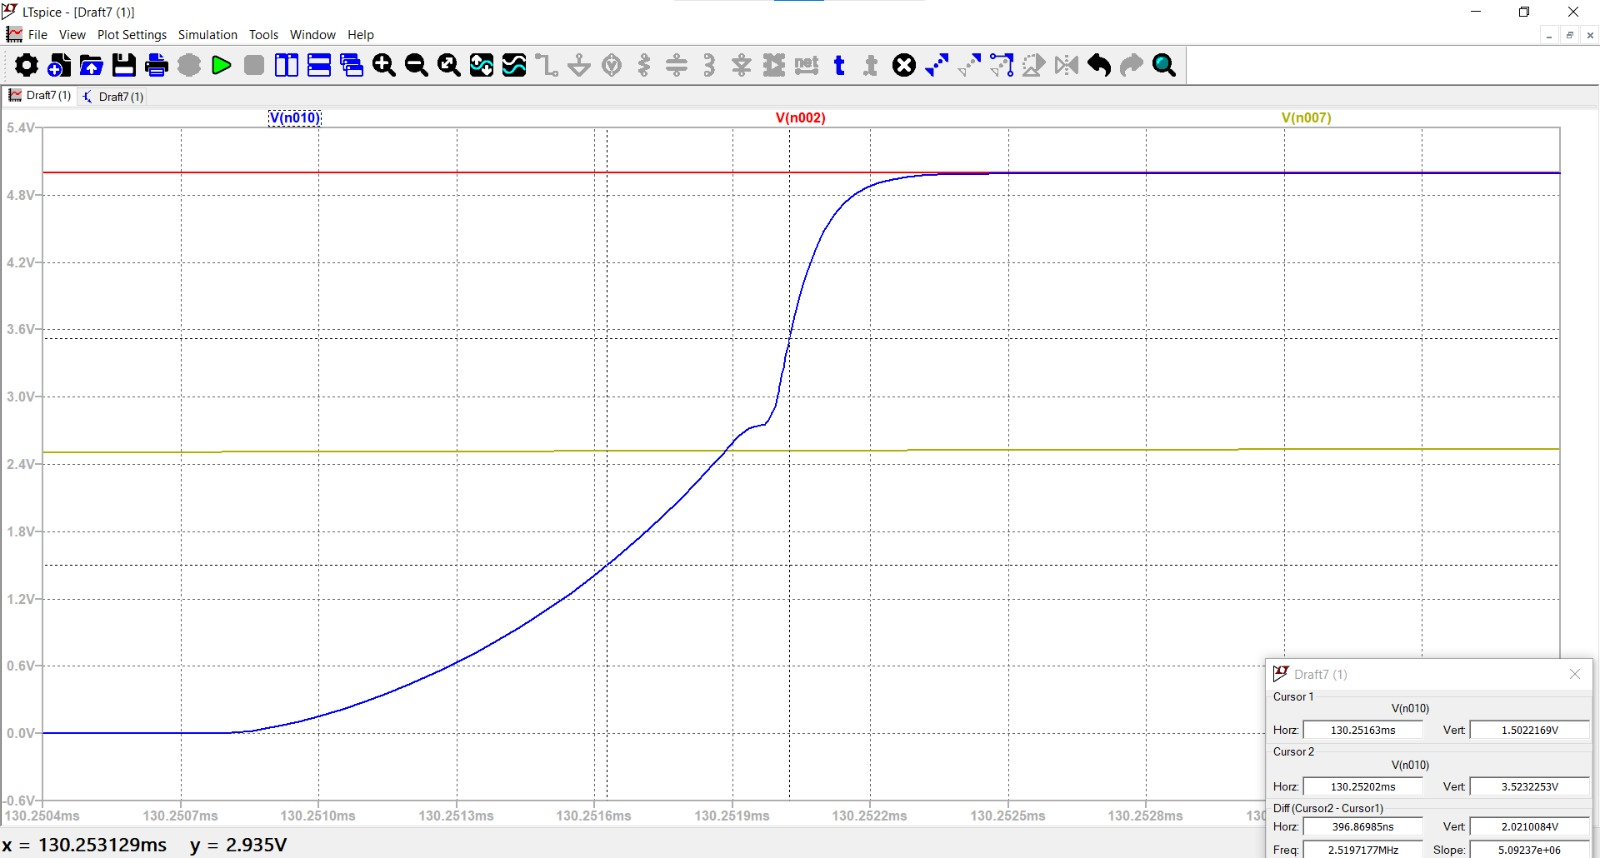 LTspice - [Draft7 (1)]
File View Plot Settings Simulation Tools Window Help
net t t
Draft7 (1) Draft7 (1)
V(n010) V(n002) V(n007)
5.4V
4.8V
4.2V
3.6V
3.0V
2.4V
1.8V
1.2V
0.6V
0.0V
-0.6V
130.2504ms 130.2507ms 130.2510ms 130.2513ms 130.2516ms 130.2519ms 130.2522ms 130.2525ms 130.2528ms
Draft7 (1)
Cursor 1
V(n010)
Horz: 130.25163ms Vert: 1.5022169V
Cursor 2
V(n010)
Horz: 130.25202ms Vert: 3.5232253V
Diff (Cursor2 - Cursor1)
Horz: 396.86985ns Vert: 2.0210084V
Freq: 2.5197177MHz Slope: 5.09237e+06
x = 130.253129ms y = 2.935V